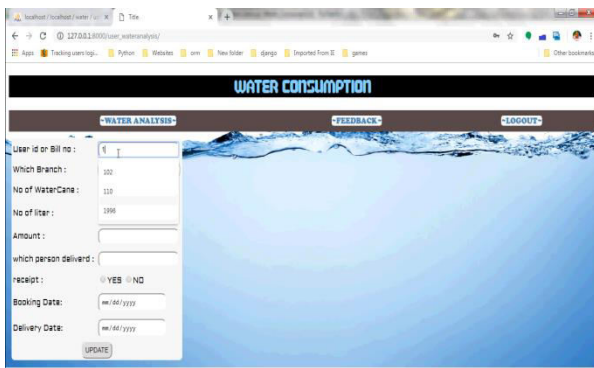 localhost / localhost / water / u
Title
127.0.0.1:8000/user_wateranalysis/
Apps Tracking users logi... Python Websites orm New folder django Imported From IE games Other bookmarks
WATER CONSUMPTION
~WATER ANALYSIS~ ~FEEDBACK~ ~LOGOUT~
User id or Bill no : 1
Which Branch :
102
No of WaterCane :
110
No of liter :
1996
Amount :
which person deliverd :
receipt : YES NO
Booking Date: mm/dd/yyyy
Delivery Date: mm/dd/yyyy
UPDATE